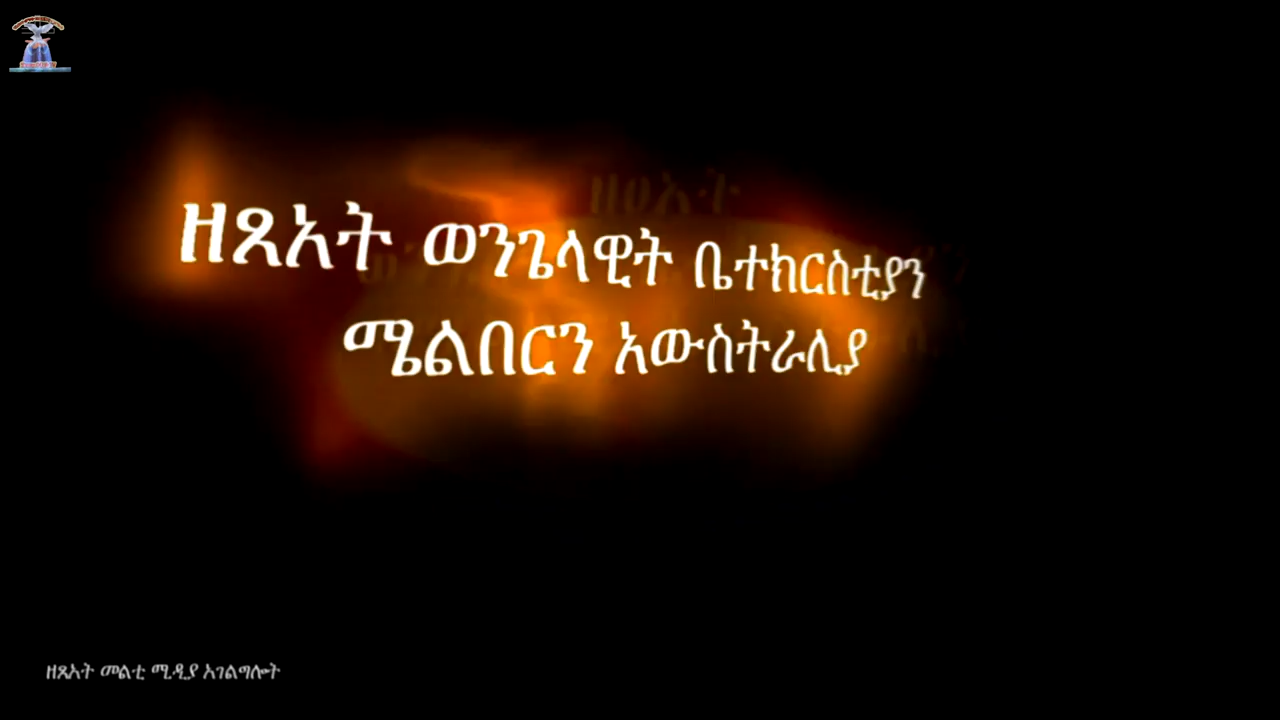 ዘጸአት ወንጌላዊት ቤተክርስቲያን
ሜልበርን አውስትራሊያ
ዘጸአት መልቲ ሚዲያ አገልግሎት